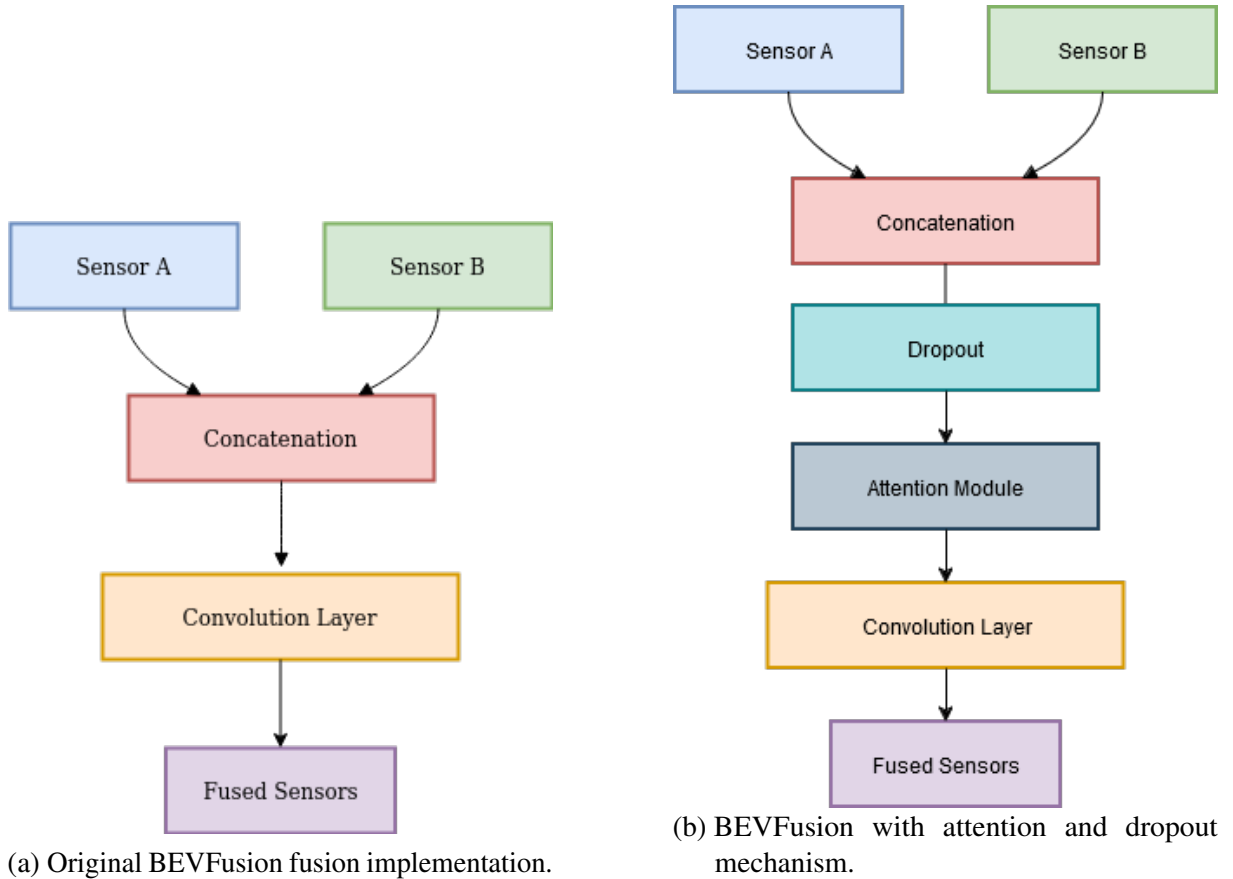 Sensor A
Sensor B
Concatenation
Convolution Layer
Fused Sensors
(a) Original BEVFusion fusion implementation.
Sensor A
Sensor B
Concatenation
Dropout
Attention Module
Convolution Layer
Fused Sensors
(b) BEVFusion with attention and dropout
mechanism.